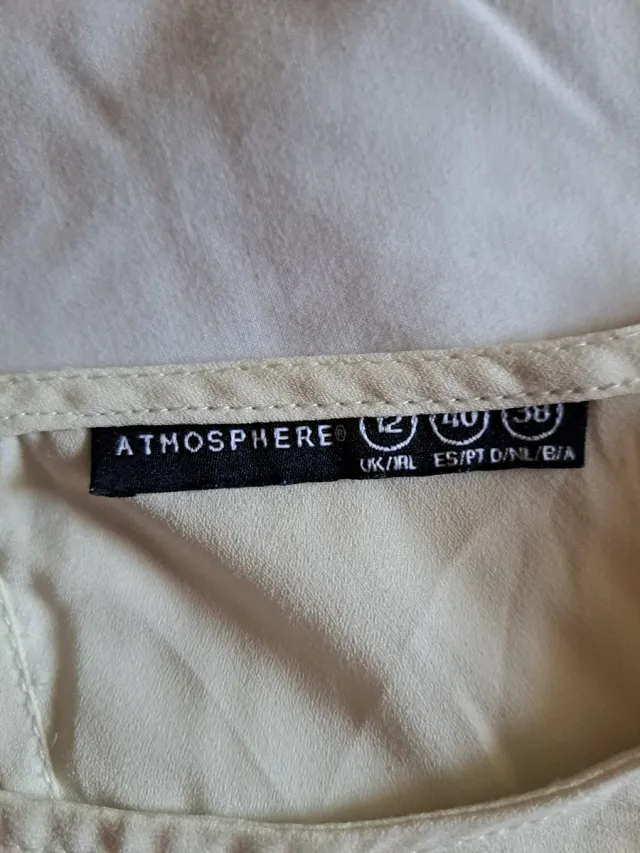 ATMOSPHERE® 12 40 38
UK/IRL ES/PT D/NL/B/A